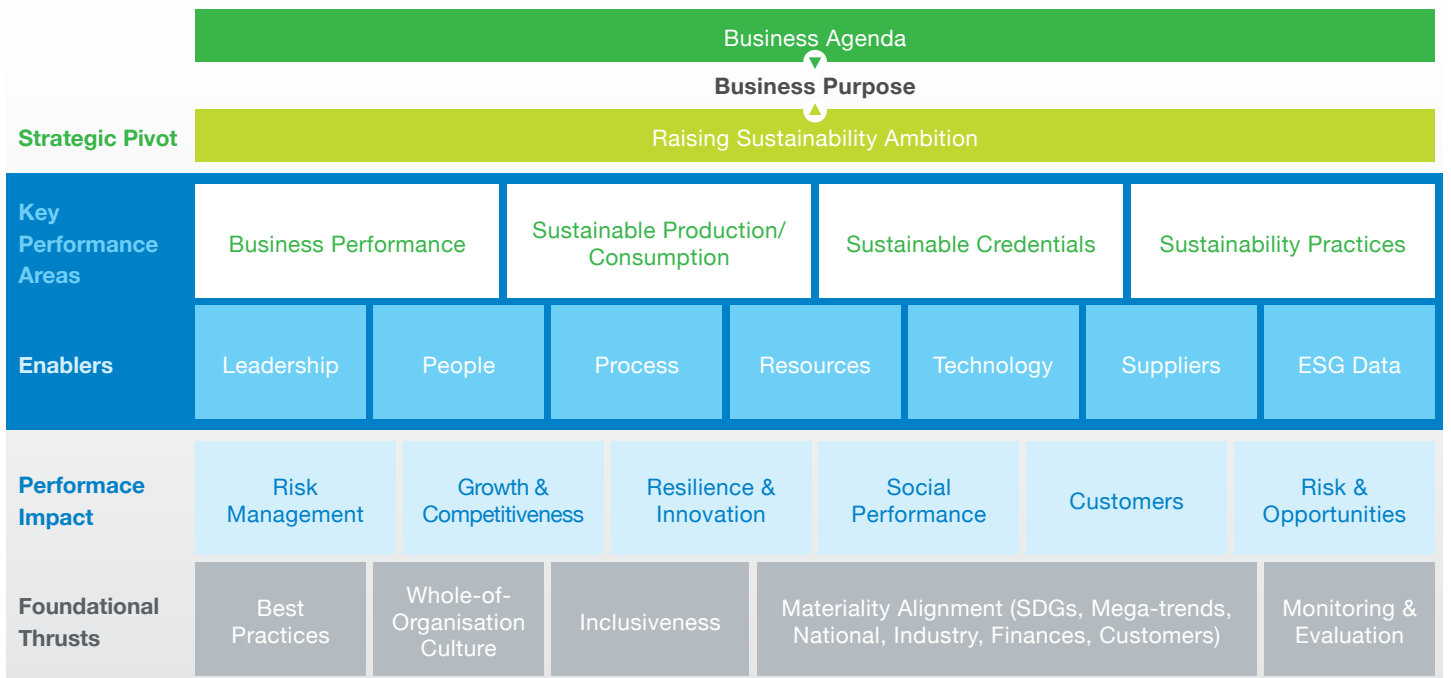 Business Agenda
Business Purpose
Strategic Pivot
Raising Sustainability Ambition
Key
Performance
Areas
Business Performance
Sustainable Production/
Consumption
Sustainable Credentials
Sustainability Practices
Enablers
Leadership
People
Process
Resources
Technology
Suppliers
ESG Data
Performace
Impact
Risk
Management
Growth &
Competitiveness
Resilience &
Innovation
Social
Performance
Customers
Risk &
Opportunities
Foundational
Thrusts
Best
Practices
Whole-of-
Organisation
Culture
Inclusiveness
Materiality Alignment (SDGs, Mega-trends,
National, Industry, Finances, Customers)
Monitoring &
Evaluation